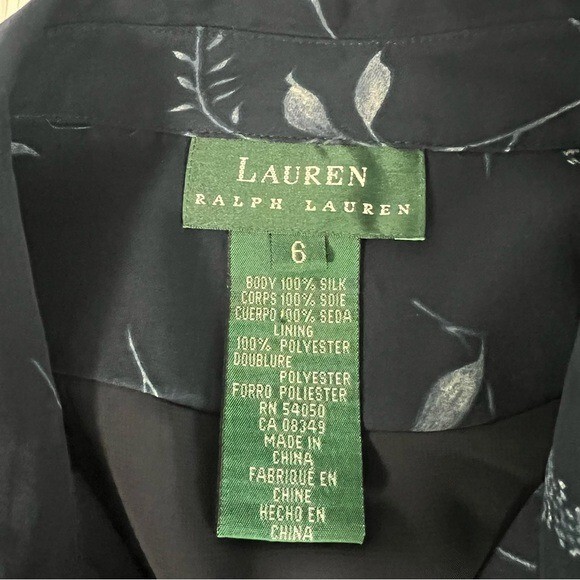 LAUREN
RALPH LAUREN
6
BODY 100% SILK
CORPS 100% SOIE
CUERPO 100% SEDA
LINING
100% POLYESTER
DOUBLURE
POLYESTER
FORRO POLIESTER
RN 54050
CA 08349
MADE IN
CHINA
FABRIQUÉ EN
CHINE
HECHO EN
CHINA